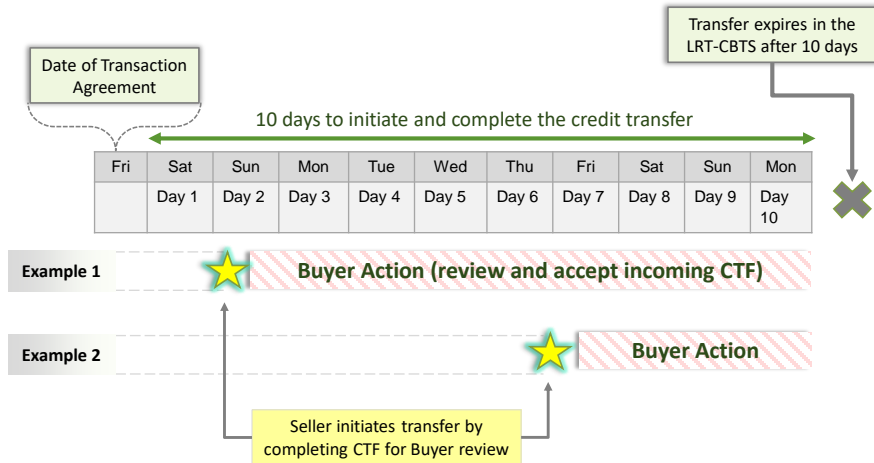 Transfer expires in the
LRT-CBTS after 10 days
Date of Transaction
Agreement
10 days to initiate and complete the credit transfer
Fri Sat Sun Mon Tue Wed Thu Fri Sat Sun Mon
Day 1 Day 2 Day 3 Day 4 Day 5 Day 6 Day 7 Day 8 Day 9 Day
10
Example 1 Buyer Action (review and accept incoming CTF)
Example 2 Buyer Action
Seller initiates transfer by
completing CTF for Buyer review